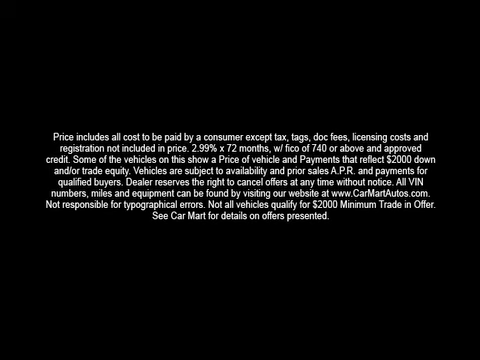 Price includes all cost to be paid by a consumer except tax, tags, doc fees, licensing costs and
registration not included in price. 2.99% x 72 months, w/ fico of 740 or above and approved
credit. Some of the vehicles on this show a Price of vehicle and Payments that reflect $2000 down
and/or trade equity. Vehicles are subject to availability and prior sales A.P.R. and payments for
qualified buyers. Dealer reserves the right to cancel offers at any time without notice. All VIN
numbers, miles and equipment can be found by visiting our website at www.CarMartAutos.com.
Not responsible for typographical errors. Not all vehicles qualify for $2000 Minimum Trade in Offer.
See Car Mart for details on offers presented.